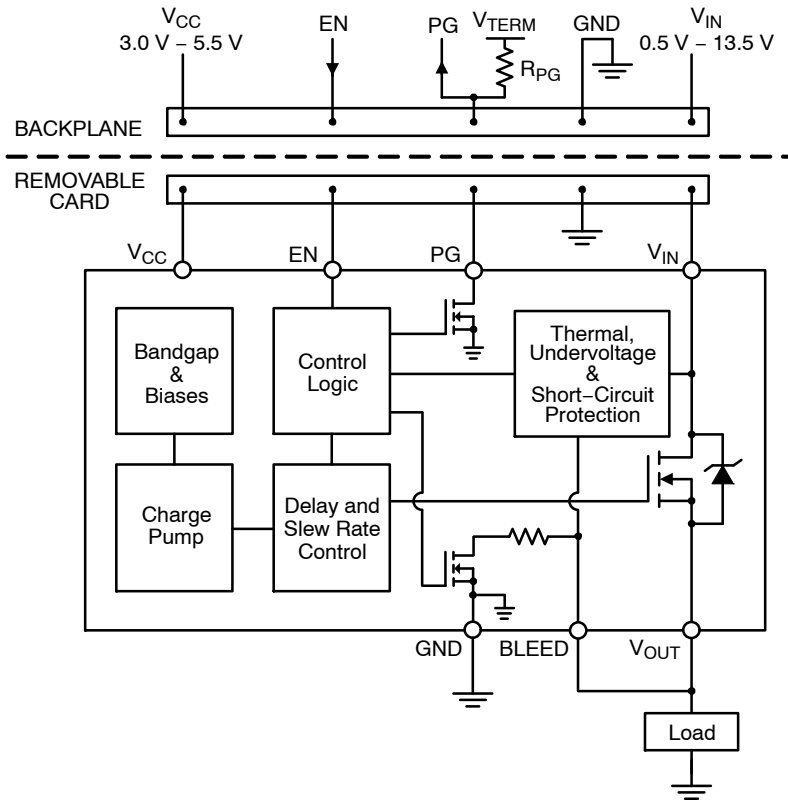 VCC
3.0 V – 5.5 V
EN
PG
VTERM
RPG
GND
VIN
0.5 V – 13.5 V
BACKPLANE
REMOVABLE
CARD
VCC
EN
PG
VIN
Bandgap
&
Biases
Control
Logic
Thermal,
Undervoltage
&
Short–Circuit
Protection
Charge
Pump
Delay and
Slew Rate
Control
GND
BLEED
VOUT
Load